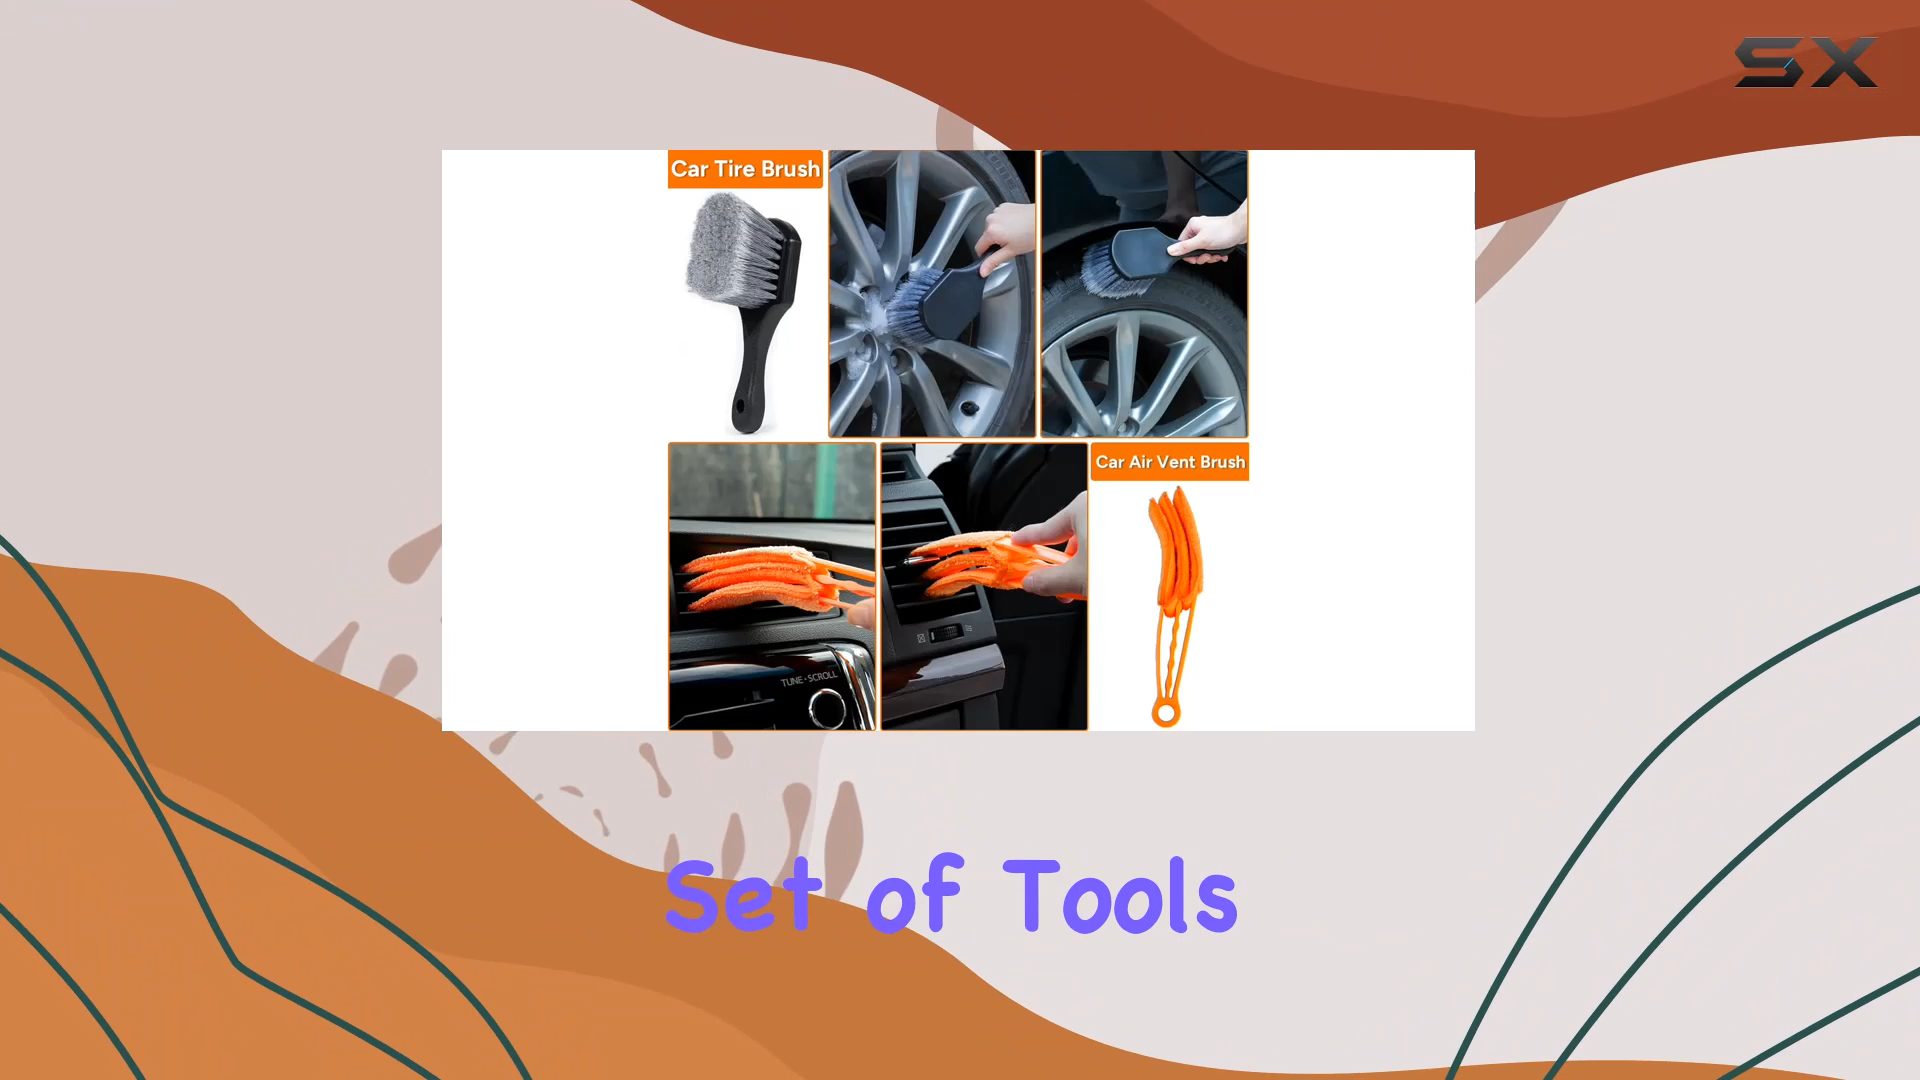 SX
Car Tire Brush
Car Air Vent Brush
TUNE • SCROLL
Set of Tools